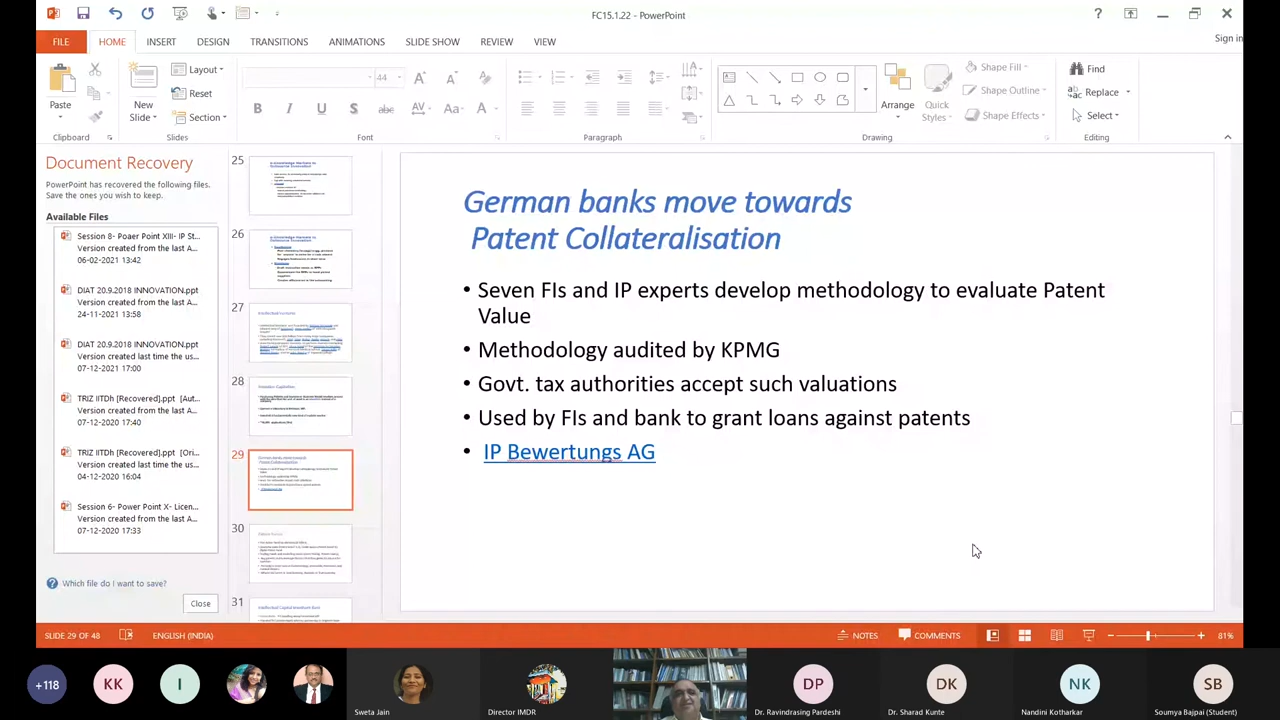 FC15.1.22 - PowerPoint
?
Sign in
FILE
HOME
INSERT
DESIGN
TRANSITIONS
ANIMATIONS
SLIDE SHOW
REVIEW
VIEW
Paste
Clipboard
New
Slide
Layout
Reset
Section
Slides
44
Font
Paragraph
Arrange
Quick
Styles
Shape Fill
Shape Outline
Shape Effects
Drawing
Find
Replace
Select
Editing
Document Recovery
PowerPoint has recovered the following files.
Save the ones you wish to keep.
Available Files
Session 8- Poaer Point XIII- IP St...
Version created from the last A...
06-02-2021 13:42
DIAT 20.9.2018 INNOVATION.ppt
Version created from the last A...
24-11-2021 13:58
DIAT 20.9.2018 INNOVATION.ppt
Version created last time the us...
07-12-2021 17:00
TRIZ IITDh [Recovered].ppt [Aut...
Version created from the last A...
07-12-2020 17:40
TRIZ IITDh [Recovered].ppt [Ori...
Version created last time the us...
04-12-2020 16:04
Session 6- Power Point X- Licen...
Version created from the last A...
07-12-2020 17:33
Which file do I want to save?
Close
25
26
27
28
29
30
31
German banks move towards
Patent Collateralisation
• Seven FIs and IP experts develop methodology to evaluate Patent
Value
• Methodology audited by KPMG
• Govt. tax authorities accept such valuations
• Used by FIs and bank to grant loans against patents
• IP Bewertungs AG
SLIDE 29 OF 48
ENGLISH (INDIA)
NOTES
COMMENTS
81%
+118
KK
I
Sweta Jain
Director IMDR
DP
Dr. Ravindrasing Pardeshi
DK
Dr. Sharad Kunte
NK
Nandini Kotharkar
SB
Soumya Bajpai (Student)